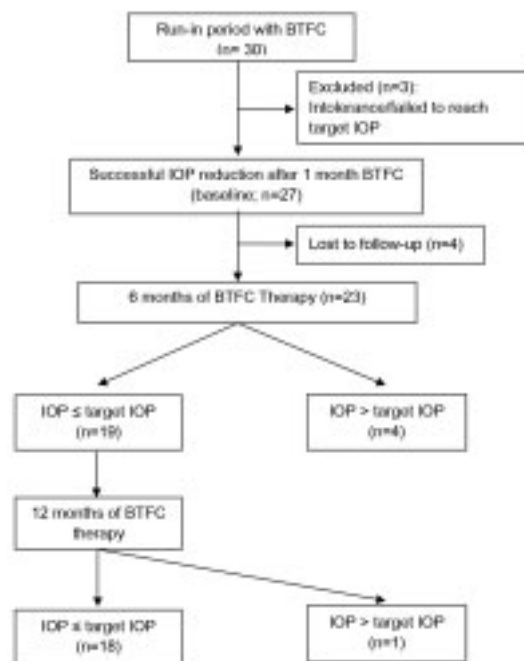 Run-in period with BTFC
(n= 30)
Excluded (n=3):
Intolerance/failed to reach
target IOP
Successful IOP reduction after 1 month BTFC
(baseline; n=27)
Lost to follow-up (n=4)
6 months of BTFC Therapy (n=23)
IOP ≤ target IOP
(n=19)
IOP > target IOP
(n=4)
12 months of BTFC
therapy
IOP ≤ target IOP
(n=18)
IOP > target IOP
(n=1)